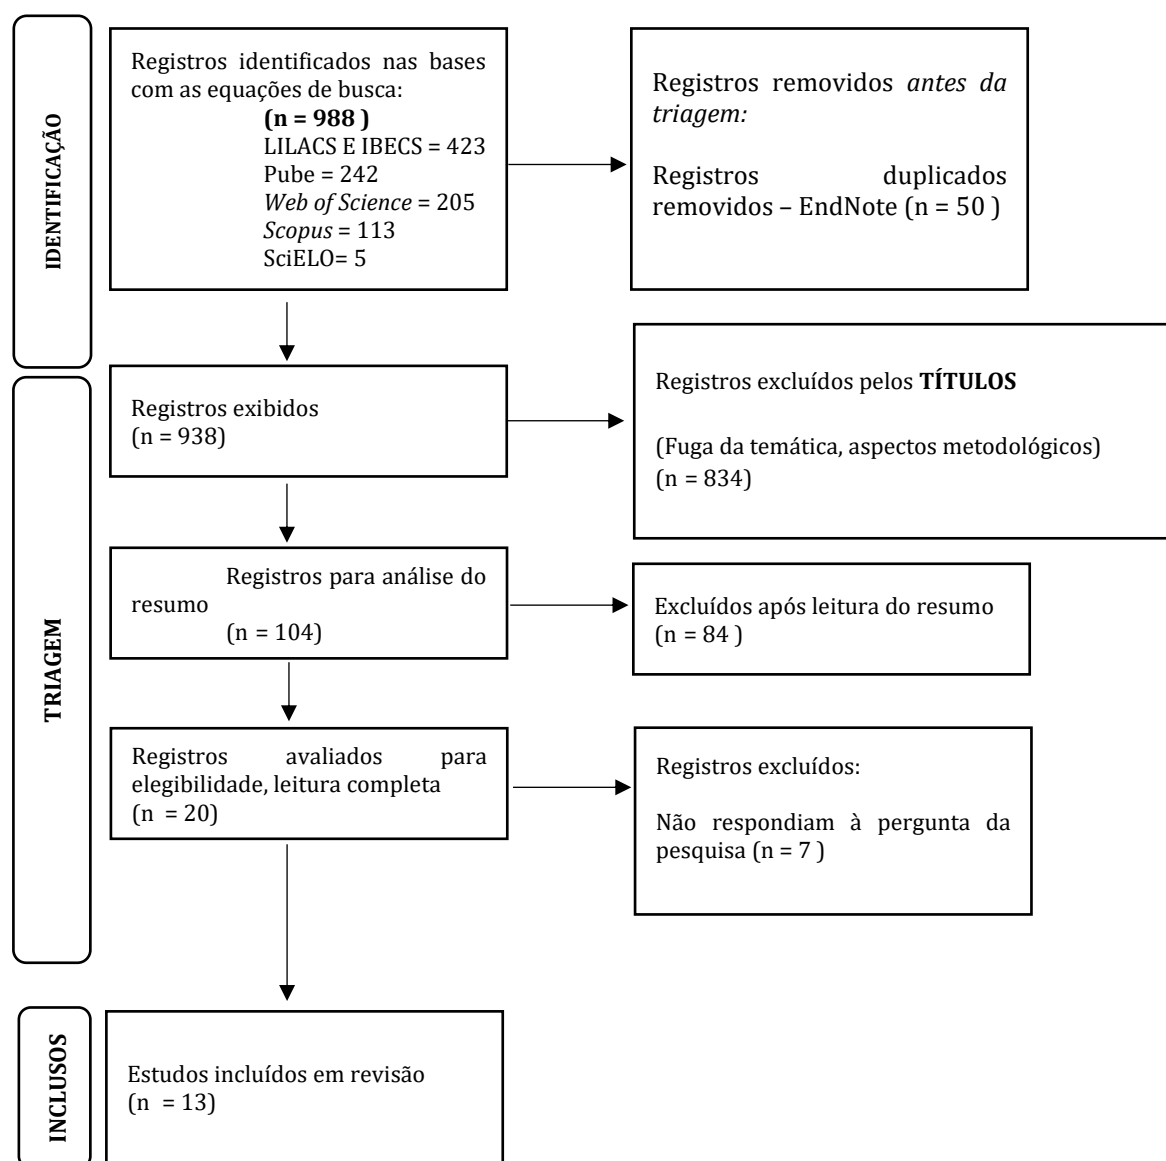 IDENTIFICAÇÃO
Registros identificados nas bases
com as equações de busca:
(n = 988 )
LILACS E IBECS = 423
Pube = 242
Web of Science = 205
Scopus = 113
SciELO= 5
Registros removidos antes da
triagem:
Registros duplicados
removidos – EndNote (n = 50 )
TRIAGEM
Registros exibidos
(n = 938)
Registros excluídos pelos TÍTULOS
(Fuga da temática, aspectos metodológicos)
(n = 834)
Registros para análise do
resumo
(n = 104)
Excluídos após leitura do resumo
(n = 84 )
Registros avaliados para
elegibilidade, leitura completa
(n = 20)
Registros excluídos:
Não respondiam à pergunta da
pesquisa (n = 7 )
INCLUSOS
Estudos incluídos em revisão
(n = 13)